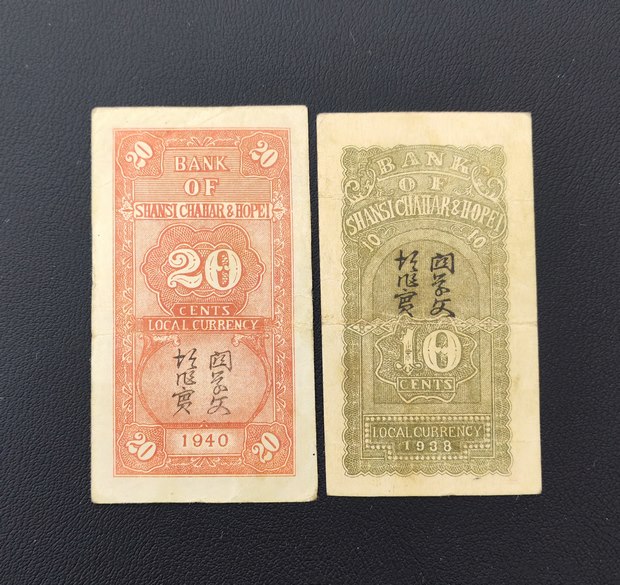 20 20
BANK
OF
SHANSI CHAHAR & HOPEI
20
CENTS
LOCAL CURRENCY
20 1940 20
BANK
OF
SHANSI CHAHAR & HOPEI
10 10
10
CENTS
LOCAL CURRENCY
1938